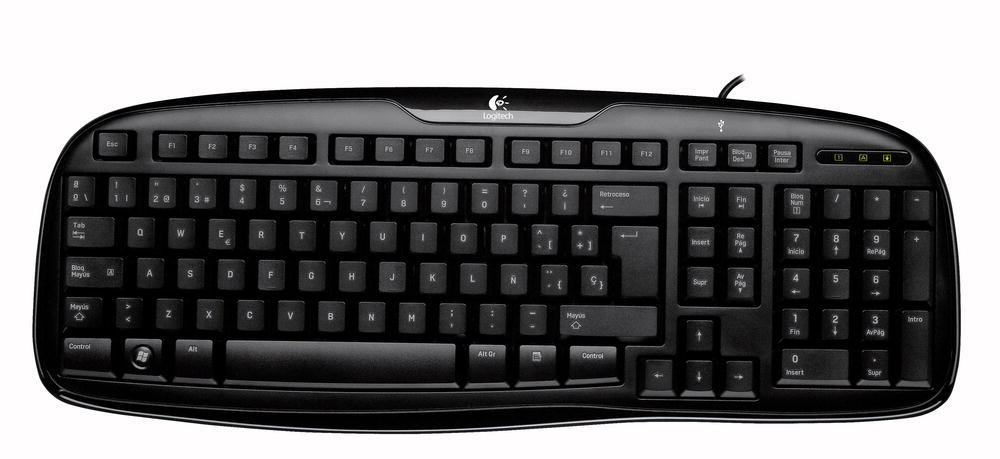 Logitech
Esc F1 F2 F3 F4 F5 F6 F7 F8 F9 F10 F11 F12
Impr Pant
Bloq Des
Pausa Inter
1 A
ª º \
! 1 |
" 2 @
· 3 #
$ 4
% 5
& 6 ¬
/ 7
( 8
) 9
= 0
? '
¿ ¡
Retroceso
Inicio
Fin
Bloq Num 1
/ * -
Tab
Q W E € R T Y U I O P
^ ` [
* + ]
Insert
Re Pág
7 Inicio
8
9 RePág
+
Bloq Mayús A
A S D F G H J K L Ñ
¨ ´ {
Ç }
Supr
Av Pág
4 5 6
Mayús
> <
Z X C V B N M
; ,
: .
_ -
Mayús
1 Fin
2
3 AvPág
Intro
Control
Alt
Alt Gr
Control
0 Insert
. Supr